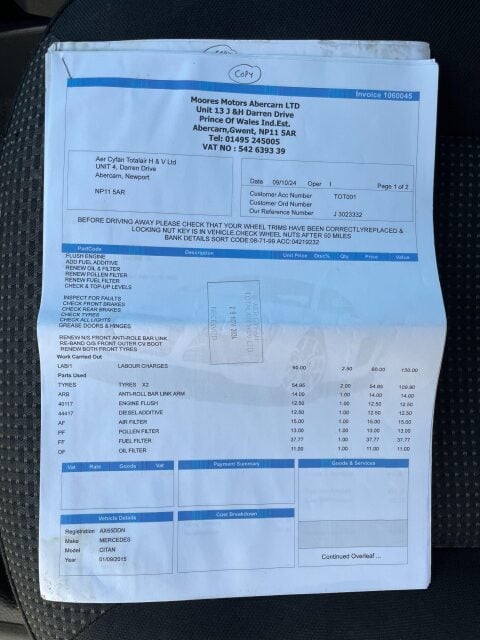 COPY
Invoice 1060045
Moores Motors Abercarn LTD
Unit 13 J &H Darren Drive
Prince Of Wales Ind.Est.
Abercarn,Gwent, NP11 5AR
Tel: 01495 245005
VAT NO : 542 6393 39
Aer Cyfan Totalair H & V Ltd
UNIT 4, Darren Drive
Abercarn, Newport
NP11 5AR
Date 09/10/24 Oper I Page 1 of 2
Customer Acc Number TOT001
Customer Ord Number
Our Reference Number J 3023332
BEFORE DRIVING AWAY PLEASE CHECK THAT YOUR WHEEL TRIMS HAVE BEEN CORRECTLYREPLACED &
LOCKING NUT KEY IS IN VEHICLE.CHECK WHEEL NUTS AFTER 50 MILES
BANK DETAILS SORT CODE:08-71-99 ACC:04219232
PartCode Description Unit Price Disc% Qty Price Value
FLUSH ENGINE
ADD FUEL ADDITIVE
RENEW OIL & FILTER
RENEW POLLEN FILTER
RENEW FUEL FILTER
CHECK & TOP-UP LEVELS
INSPECT FOR FAULTS
CHECK FRONT BRAKES
CHECK REAR BRAKES
CHECK TYRES
CHECK ALL LIGHTS
GREASE DOORS & HINGES
RENEW N/S FRONT ANTI-ROLE BAR LINK
RE-BAND O/S FRONT OUTER CV BOOT
RENEW BOTH FRONT TYRES
Work Carried Out
LAB/1 LABOUR CHARGES 60.00 2.50 60.00 150.00
Parts Used
TYRES TYRES X2 54.95 2.00 54.95 109.90
ARB ANTI-ROLL BAR LINK ARM 14.00 1.00 14.00 14.00
40117 ENGINE FLUSH 12.50 1.00 12.50 12.50
44417 DIESEL ADDITIVE 12.50 1.00 12.50 12.50
AF AIR FILTER 15.00 1.00 15.00 15.00
PF POLLEN FILTER 13.00 1.00 13.00 13.00
FF FUEL FILTER 37.77 1.00 37.77 37.77
OF OIL FILTER 11.00 1.00 11.00 11.00
Vat Rate Goods Vat
Payment Summary
Goods & Services
Vehicle Details
Cost Breakdown
Registration AX65DGN
Make MERCEDES
Model CITAN
Year 01/09/2015
Continued Overleaf ...